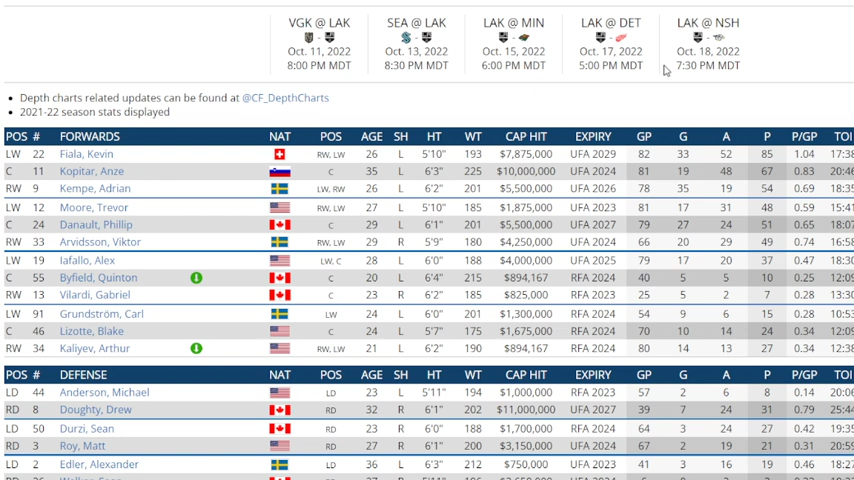 VGK @ LAK SEA @ LAK LAK @ MIN LAK @ DET LAK @ NSH
Oct. 11, 2022 Oct. 13, 2022 Oct. 15, 2022 Oct. 17, 2022 Oct. 18, 2022
8:00 PM MDT 8:30 PM MDT 6:00 PM MDT 5:00 PM MDT 7:30 PM MDT
• Depth charts related updates can be found at @CF_DepthCharts
• 2021-22 season stats displayed
POS # FORWARDS NAT POS AGE SH HT WT CAP HIT EXPIRY GP G A P P/GP TOI
LW 22 Fiala, Kevin RW, LW 26 L 5'10" 193 $7,875,000 UFA 2029 82 33 52 85 1.04 17:38
C 11 Kopitar, Anze C 35 L 6'3" 225 $10,000,000 UFA 2024 81 19 48 67 0.83 20:46
RW 9 Kempe, Adrian LW, RW 26 L 6'2" 201 $5,500,000 UFA 2026 78 35 19 54 0.69 18:35
LW 12 Moore, Trevor RW, LW 27 L 5'10" 185 $1,875,000 UFA 2023 81 17 31 48 0.59 15:41
C 24 Danault, Phillip C 29 L 6'1" 201 $5,500,000 UFA 2027 79 27 24 51 0.65 18:07
RW 33 Arvidsson, Viktor RW 29 R 5'9" 180 $4,250,000 UFA 2024 66 20 29 49 0.74 16:58
LW 19 Iafallo, Alex LW, C 28 L 6'0" 188 $4,000,000 UFA 2025 79 17 20 37 0.47 18:30
C 55 Byfield, Quinton C 20 L 6'4" 215 $894,167 RFA 2024 40 5 5 10 0.25 12:09
RW 13 Vilardi, Gabriel C 23 R 6'2" 185 $825,000 RFA 2023 25 5 2 7 0.28 13:30
LW 91 Grundström, Carl LW 24 L 6'0" 201 $1,300,000 RFA 2024 54 9 6 15 0.28 10:53
C 46 Lizotte, Blake C 24 L 5'7" 175 $1,675,000 RFA 2024 70 10 14 24 0.34 12:09
RW 34 Kaliyev, Arthur RW, LW 21 L 6'2" 190 $894,167 RFA 2024 80 14 13 27 0.34 12:38
POS # DEFENSE NAT POS AGE SH HT WT CAP HIT EXPIRY GP G A P P/GP TOI
LD 44 Anderson, Michael LD 23 L 5'11" 194 $1,000,000 RFA 2023 57 2 6 8 0.14 20:06
RD 8 Doughty, Drew RD 32 R 6'1" 202 $11,000,000 UFA 2027 39 7 24 31 0.79 25:44
LD 50 Durzi, Sean RD 23 R 6'0" 188 $1,700,000 RFA 2024 64 3 24 27 0.42 19:35
RD 3 Roy, Matt RD 27 R 6'1" 200 $3,150,000 UFA 2024 67 2 19 21 0.31 20:59
LD 2 Edler, Alexander LD 36 L 6'3" 212 $750,000 UFA 2023 41 3 16 19 0.46 18:27